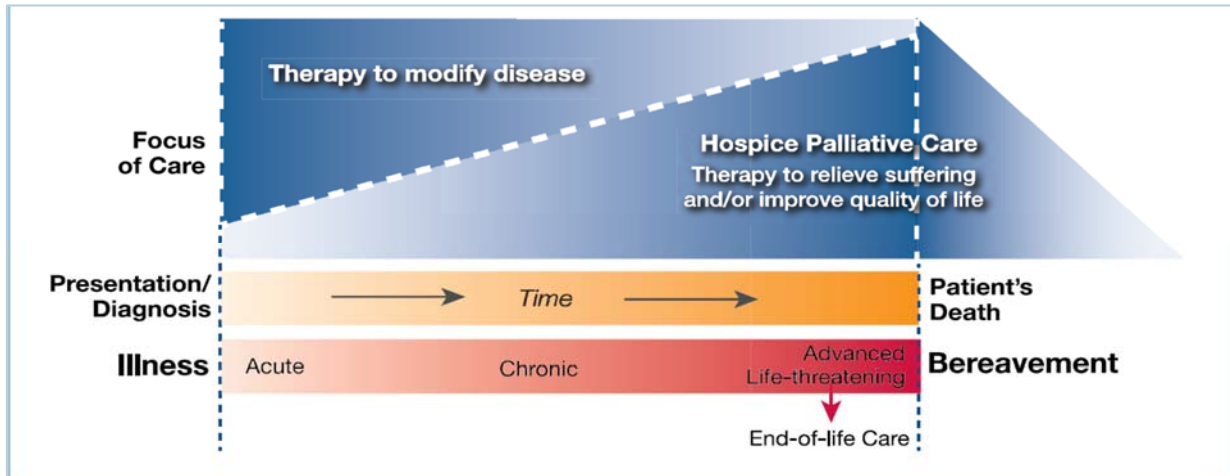 Therapy to modify disease
Focus
of Care
Hospice Palliative Care
Therapy to relieve suffering
and/or improve quality of life
Presentation/
Diagnosis
Time
Patient's
Death
Illness
Acute
Chronic
Advanced
Life-threatening
Bereavement
End-of-life Care